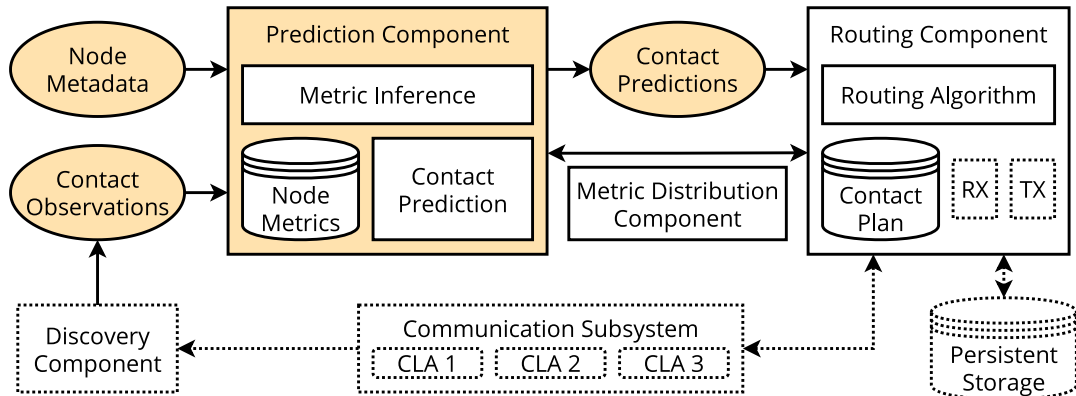 Node
Metadata
Prediction Component
Contact
Predictions
Routing Component
Metric Inference
Routing Algorithm
Contact
Observations
Node
Metrics
Contact
Prediction
Metric Distribution
Component
Contact
Plan
RX
TX
Discovery
Component
Communication Subsystem
CLA 1
CLA 2
CLA 3
Persistent
Storage